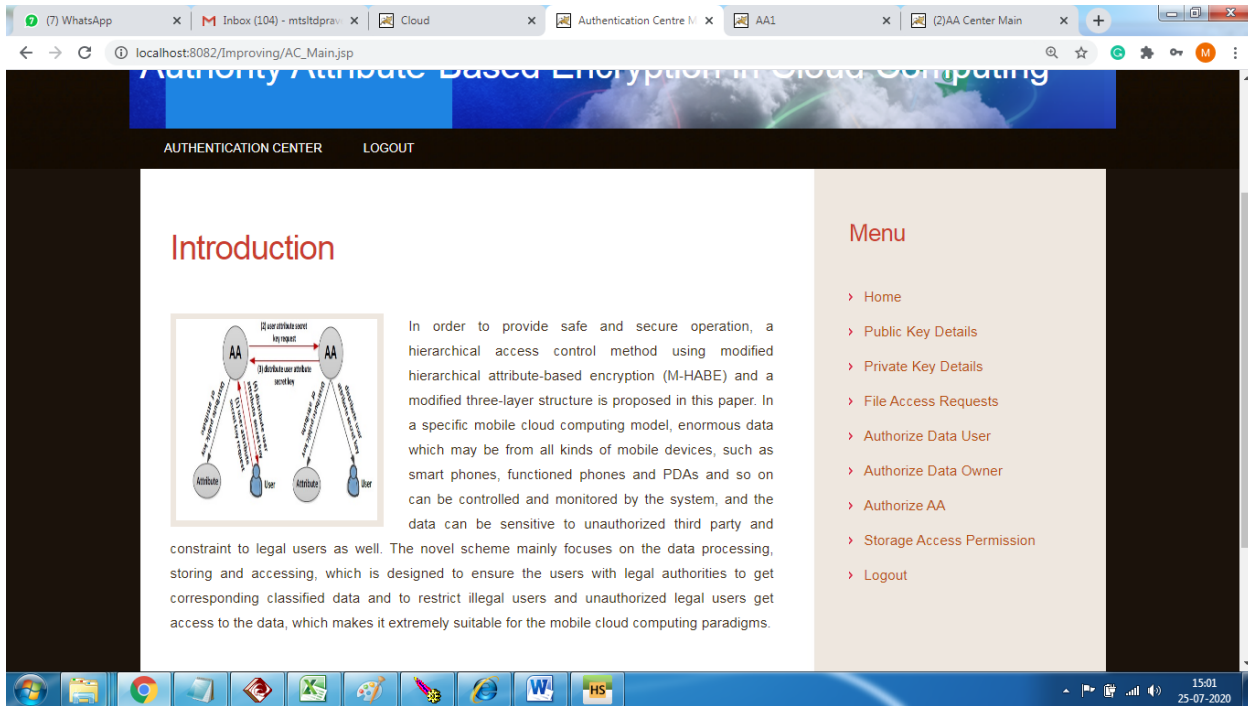 (7) WhatsApp
Inbox (104) - mtsltdprav
Cloud
Authentication Centre M
AA1
(2)AA Center Main
localhost:8082/Improving/AC_Main.jsp
M
Authority Attribute Based Encryption in Cloud Computing
AUTHENTICATION CENTER
LOGOUT
Introduction
(2) user attribute secret
key request
AA
AA
(3) distribute user attribute
secret key
Attribute
User
Attribute
User
In order to provide safe and secure operation, a
hierarchical access control method using modified
hierarchical attribute-based encryption (M-HABE) and a
modified three-layer structure is proposed in this paper. In
a specific mobile cloud computing model, enormous data
which may be from all kinds of mobile devices, such as
smart phones, functioned phones and PDAs and so on
can be controlled and monitored by the system, and the
data can be sensitive to unauthorized third party and
constraint to legal users as well. The novel scheme mainly focuses on the data processing,
storing and accessing, which is designed to ensure the users with legal authorities to get
corresponding classified data and to restrict illegal users and unauthorized legal users get
access to the data, which makes it extremely suitable for the mobile cloud computing paradigms.
Menu
Home
Public Key Details
Private Key Details
File Access Requests
Authorize Data User
Authorize Data Owner
Authorize AA
Storage Access Permission
Logout
HS
15:01
25-07-2020